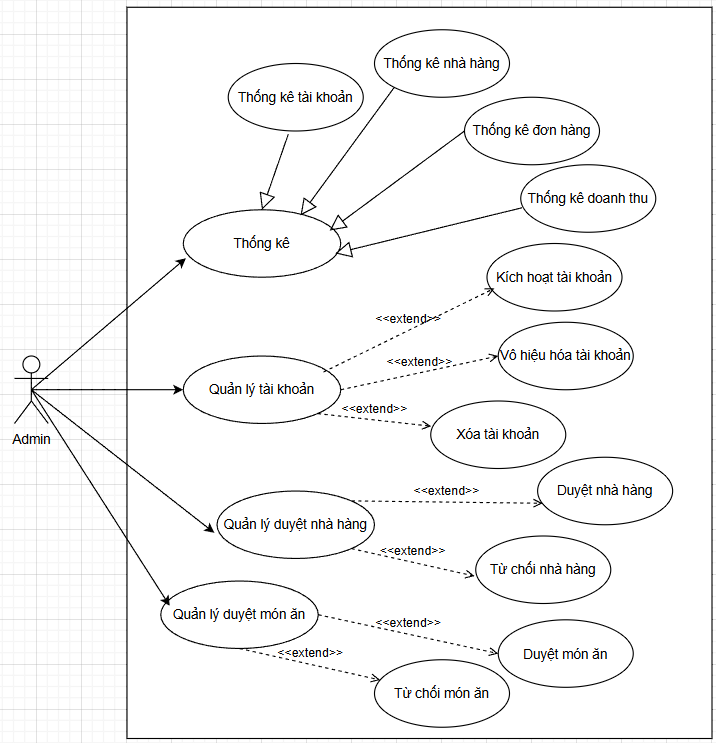 Thống kê nhà hàng
Thống kê tài khoản
Thống kê đơn hàng
Thống kê doanh thu
Thống kê
Kích hoạt tài khoản
<<extend>>
Vô hiệu hóa tài khoản
<<extend>>
Quản lý tài khoản
<<extend>>
Xóa tài khoản
Admin
<<extend>>
Duyệt nhà hàng
Quản lý duyệt nhà hàng
<<extend>>
Từ chối nhà hàng
Quản lý duyệt món ăn
<<extend>>
Duyệt món ăn
<<extend>>
Từ chối món ăn